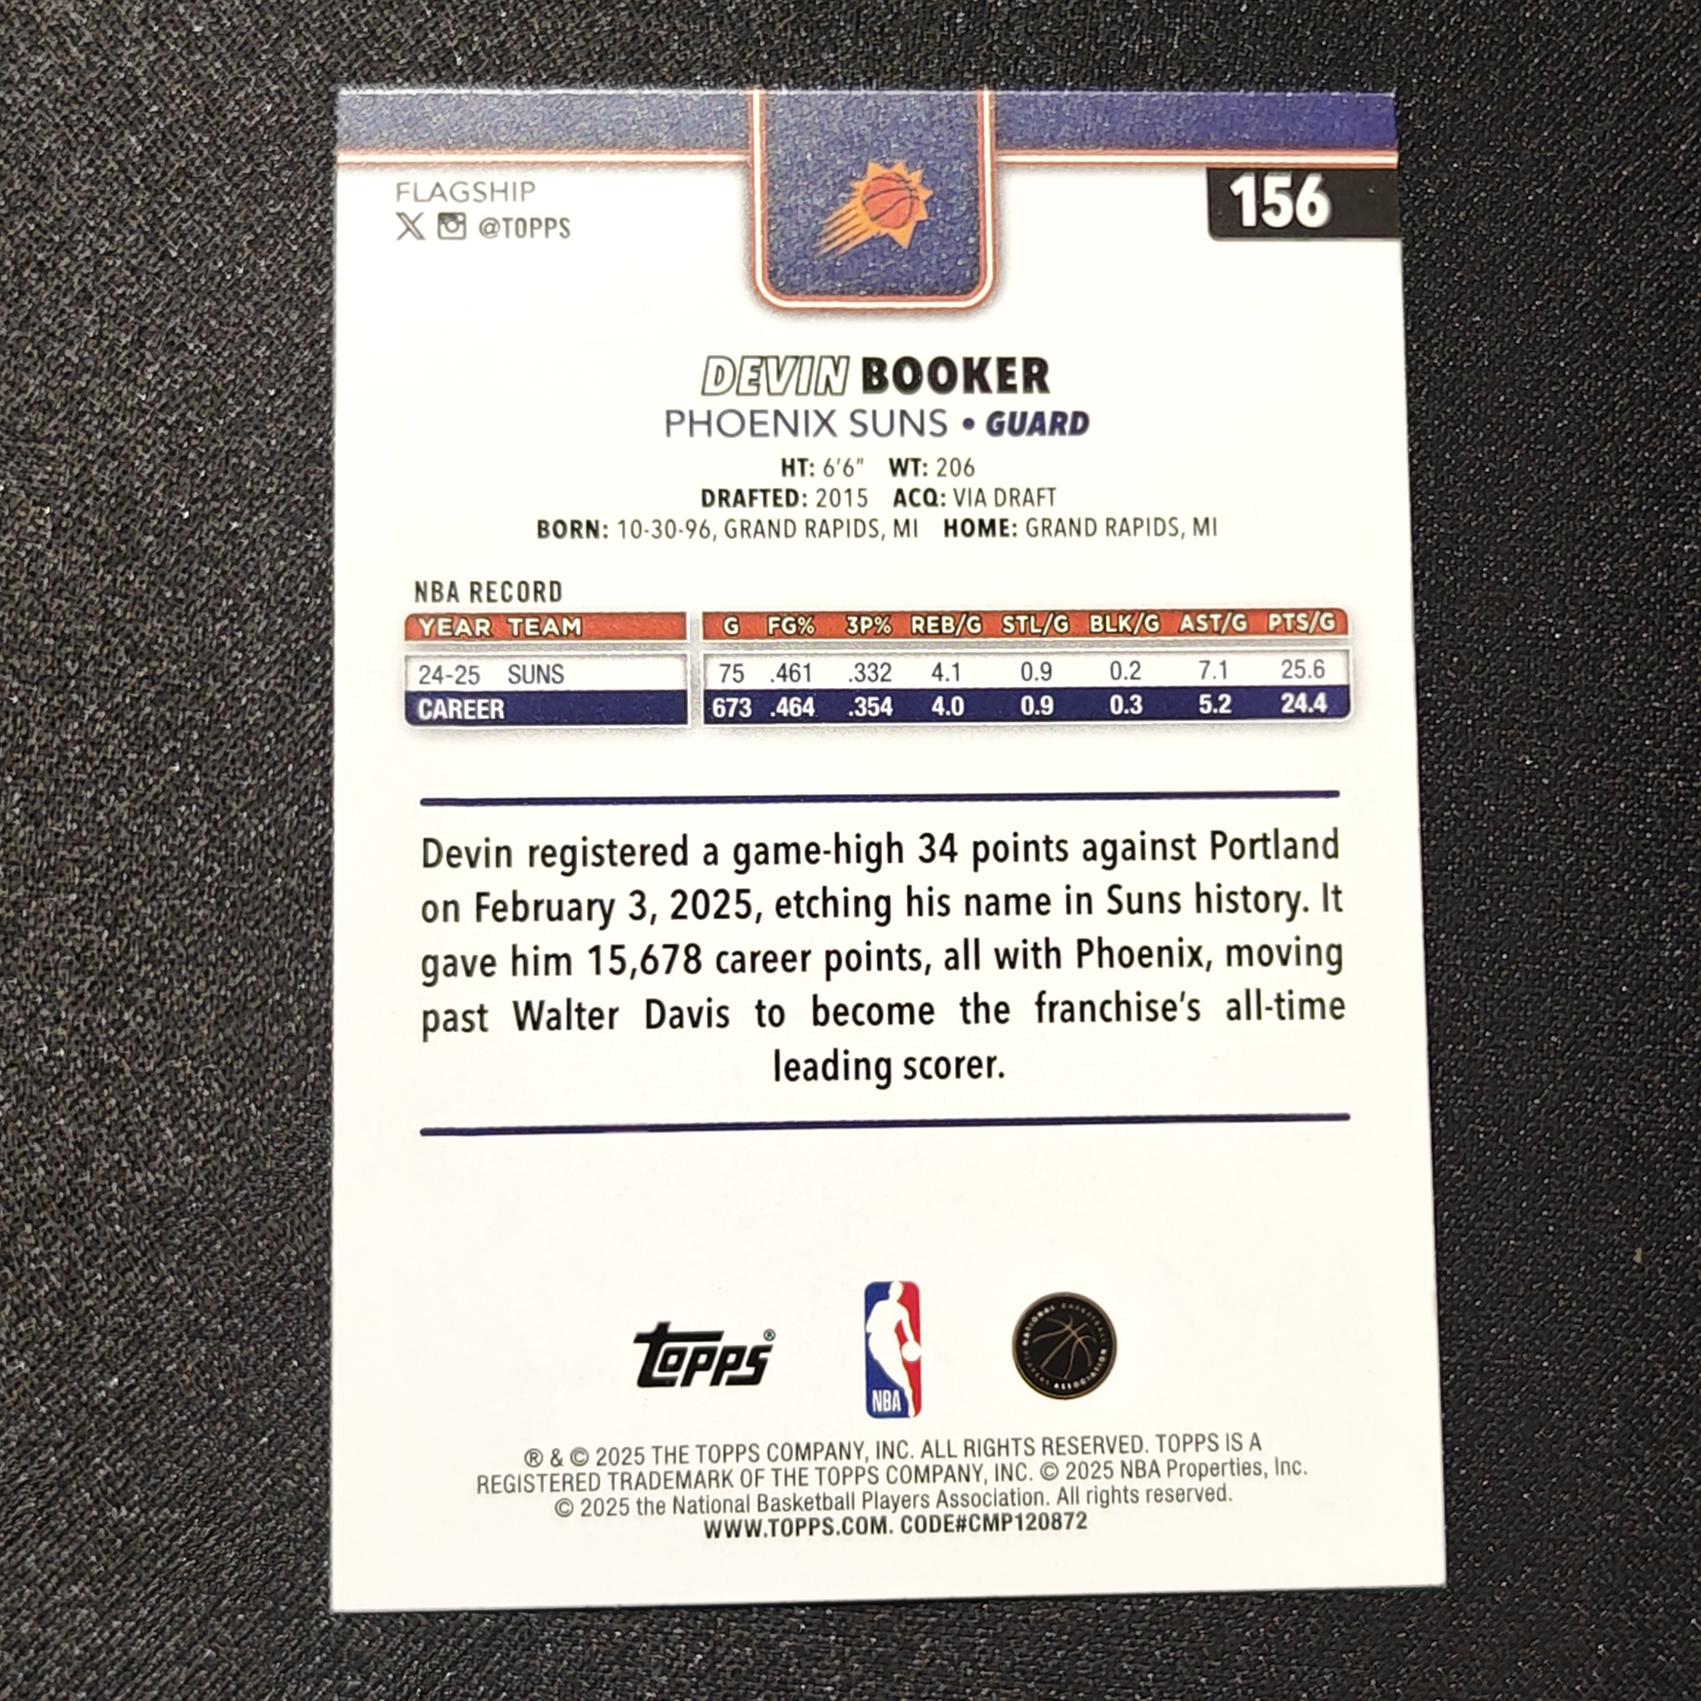 FLAGSHIP
@TOPPS
156
DEVIN BOOKER
PHOENIX SUNS • GUARD
HT: 6'6" WT: 206
DRAFTED: 2015 ACQ: VIA DRAFT
BORN: 10-30-96, GRAND RAPIDS, MI HOME: GRAND RAPIDS, MI
NBA RECORD
YEAR TEAM G FG% 3P% REB/G STL/G BLK/G AST/G PTS/G
24-25 SUNS 75 .461 .332 4.1 0.9 0.2 7.1 25.6
CAREER 673 .464 .354 4.0 0.9 0.3 5.2 24.4
Devin registered a game-high 34 points against Portland
on February 3, 2025, etching his name in Suns history. It
gave him 15,678 career points, all with Phoenix, moving
past Walter Davis to become the franchise's all-time
leading scorer.
Topps®
NBA
NATIONAL BASKETBALL PLAYERS ASSOCIATION
® & © 2025 THE TOPPS COMPANY, INC. ALL RIGHTS RESERVED. TOPPS IS A
REGISTERED TRADEMARK OF THE TOPPS COMPANY, INC. © 2025 NBA Properties, Inc.
© 2025 the National Basketball Players Association. All rights reserved.
WWW.TOPPS.COM. CODE#CMP120872